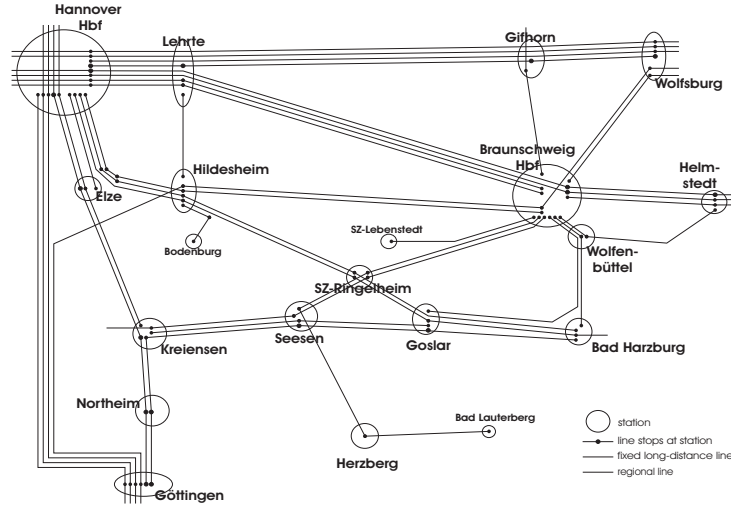 Hannover
Hbf
Lehrte
Gifhorn
Wolfsburg
Braunschweig
Hbf
Helm-
stedt
Hildesheim
Elze
Bodenburg
SZ-Lebenstedt
Wolfen-
büttel
SZ-Ringelheim
Kreiensen
Seesen
Goslar
Bad Harzburg
Northeim
Bad Lauterberg
Herzberg
Göttingen
station
line stops at station
fixed long-distance line
regional line